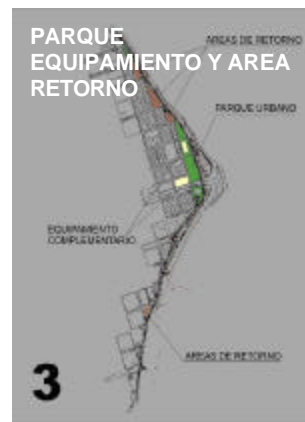 PARQUE
EQUIPAMIENTO Y AREA
RETORNO
AREAS DE RETORNO
PARQUE URBANO
EQUIPAMIENTO
COMPLEMENTARIO
AREAS DE RETORNO
3